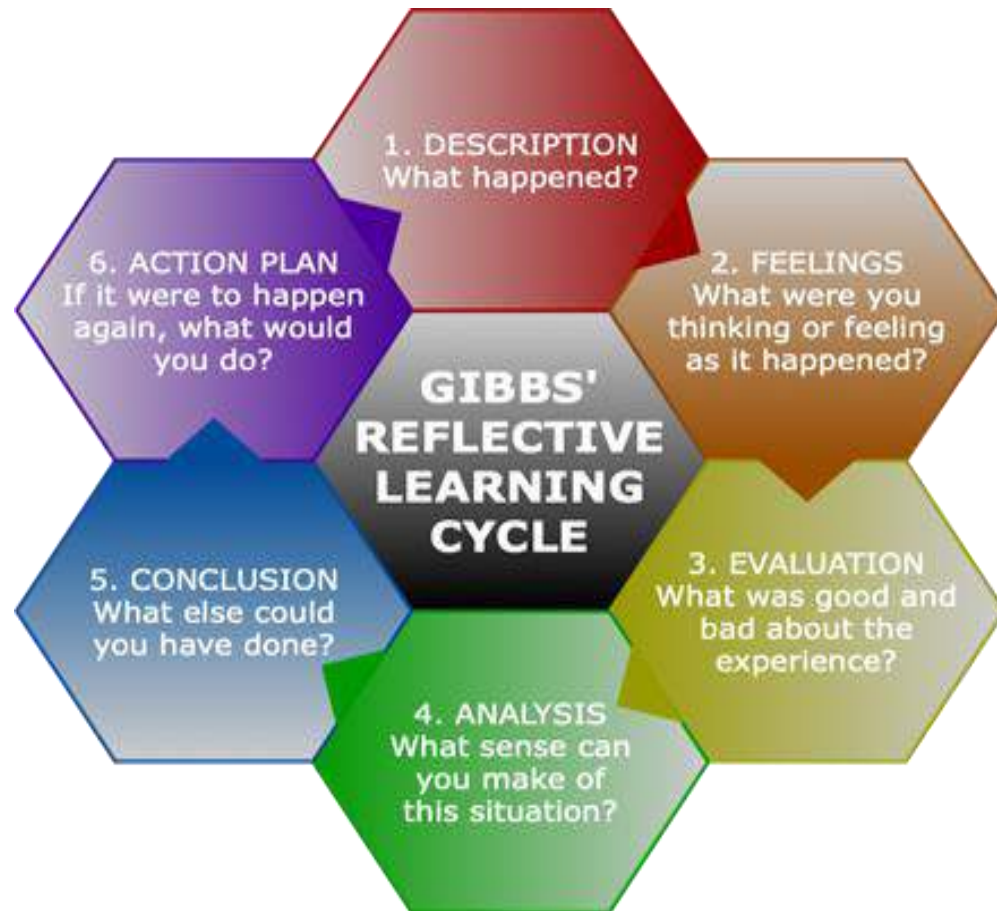 1. DESCRIPTION
What happened?
2. FEELINGS
What were you
thinking or feeling
as it happened?
3. EVALUATION
What was good and
bad about the
experience?
4. ANALYSIS
What sense can
you make of
this situation?
5. CONCLUSION
What else could
you have done?
6. ACTION PLAN
If it were to happen
again, what would
you do?
GIBBS'
REFLECTIVE
LEARNING
CYCLE